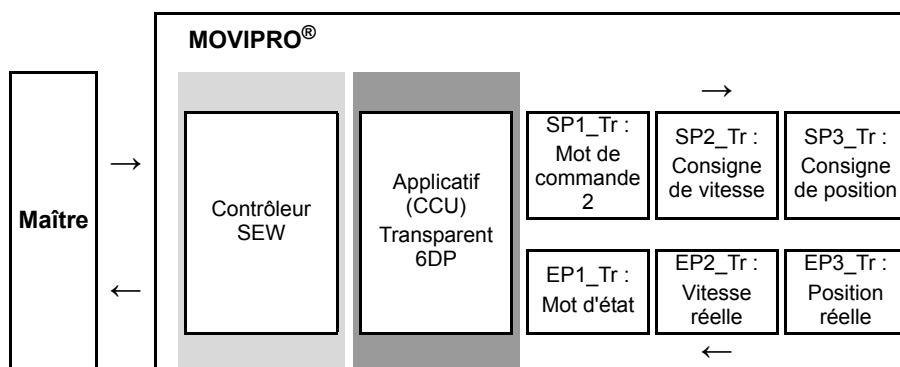 MOVIPRO®
→
Maître
→
←
Contrôleur
SEW
Applicatif
(CCU)
Transparent
6DP
SP1_Tr :
Mot de
commande
2
SP2_Tr :
Consigne
de vitesse
SP3_Tr :
Consigne
de position
EP1_Tr :
Mot d'état
EP2_Tr :
Vitesse
réelle
EP3_Tr :
Position
réelle
←